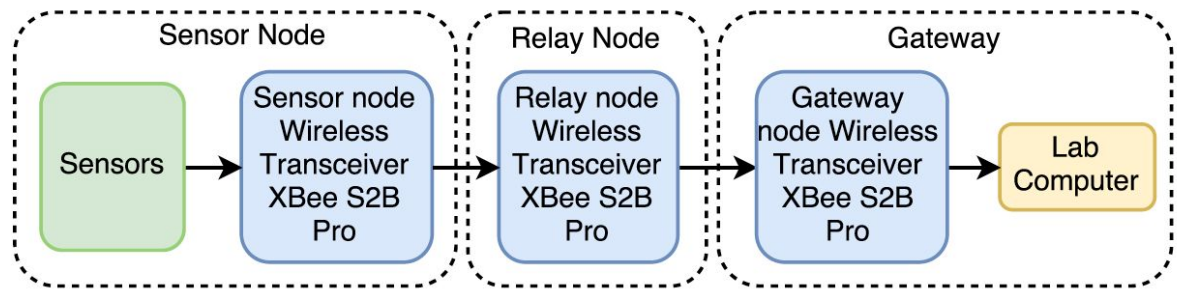 Sensor Node
Sensors
Sensor node
Wireless
Transceiver
XBee S2B
Pro
Relay Node
Relay node
Wireless
Transceiver
XBee S2B
Pro
Gateway
Gateway
node Wireless
Transceiver
XBee S2B
Pro
Lab
Computer